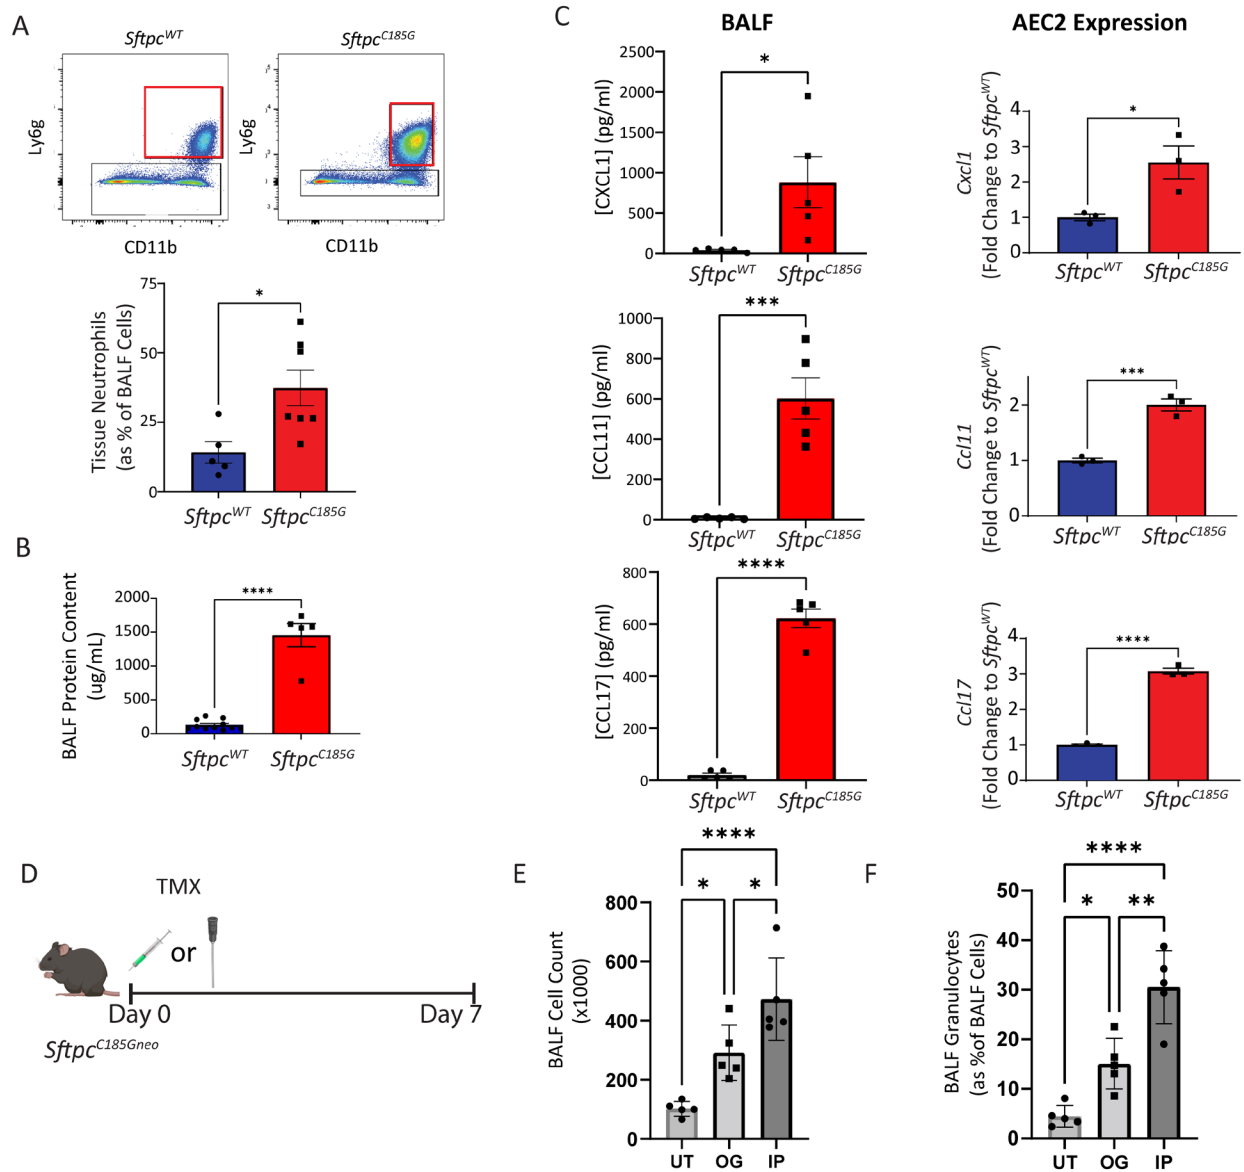 A
Sftpc^WT
Sftpc^C185G
Ly6g
Ly6g
CD11b
CD11b
Tissue Neutrophils
(as % of BALF Cells)
75
50
25
0
*
Sftpc^WT
Sftpc^C185G
B
BALF Protein Content
(ug/mL)
2000
1500
1000
500
0
****
Sftpc^WT
Sftpc^C185G
C
BALF
AEC2 Expression
[CXCL1] (pg/ml)
2500
2000
1500
1000
500
0
*
Sftpc^WT
Sftpc^C185G
Cxcl1
(Fold Change to Sftpc^WT)
4
3
2
1
0
*
Sftpc^WT
Sftpc^C185G
[CCL11] (pg/ml)
1000
800
600
400
200
0
***
Sftpc^WT
Sftpc^C185G
Ccl11
(Fold Change to Sftpc^WT)
2
1
0
***
Sftpc^WT
Sftpc^C185G
[CCL17] (pg/ml)
800
600
400
200
0
****
Sftpc^WT
Sftpc^C185G
Ccl17
(Fold Change to Sftpc^WT)
4
3
2
1
0
****
Sftpc^WT
Sftpc^C185G
D
TMX
or
Day 0
Day 7
Sftpc^C185Gneo
E
BALF Cell Count
(x1000)
800
600
400
200
0
****
*
*
UT
OG
IP
F
BALF Granulocytes
(as %of BALF Cells)
50
40
30
20
10
0
****
*
**
UT
OG
IP